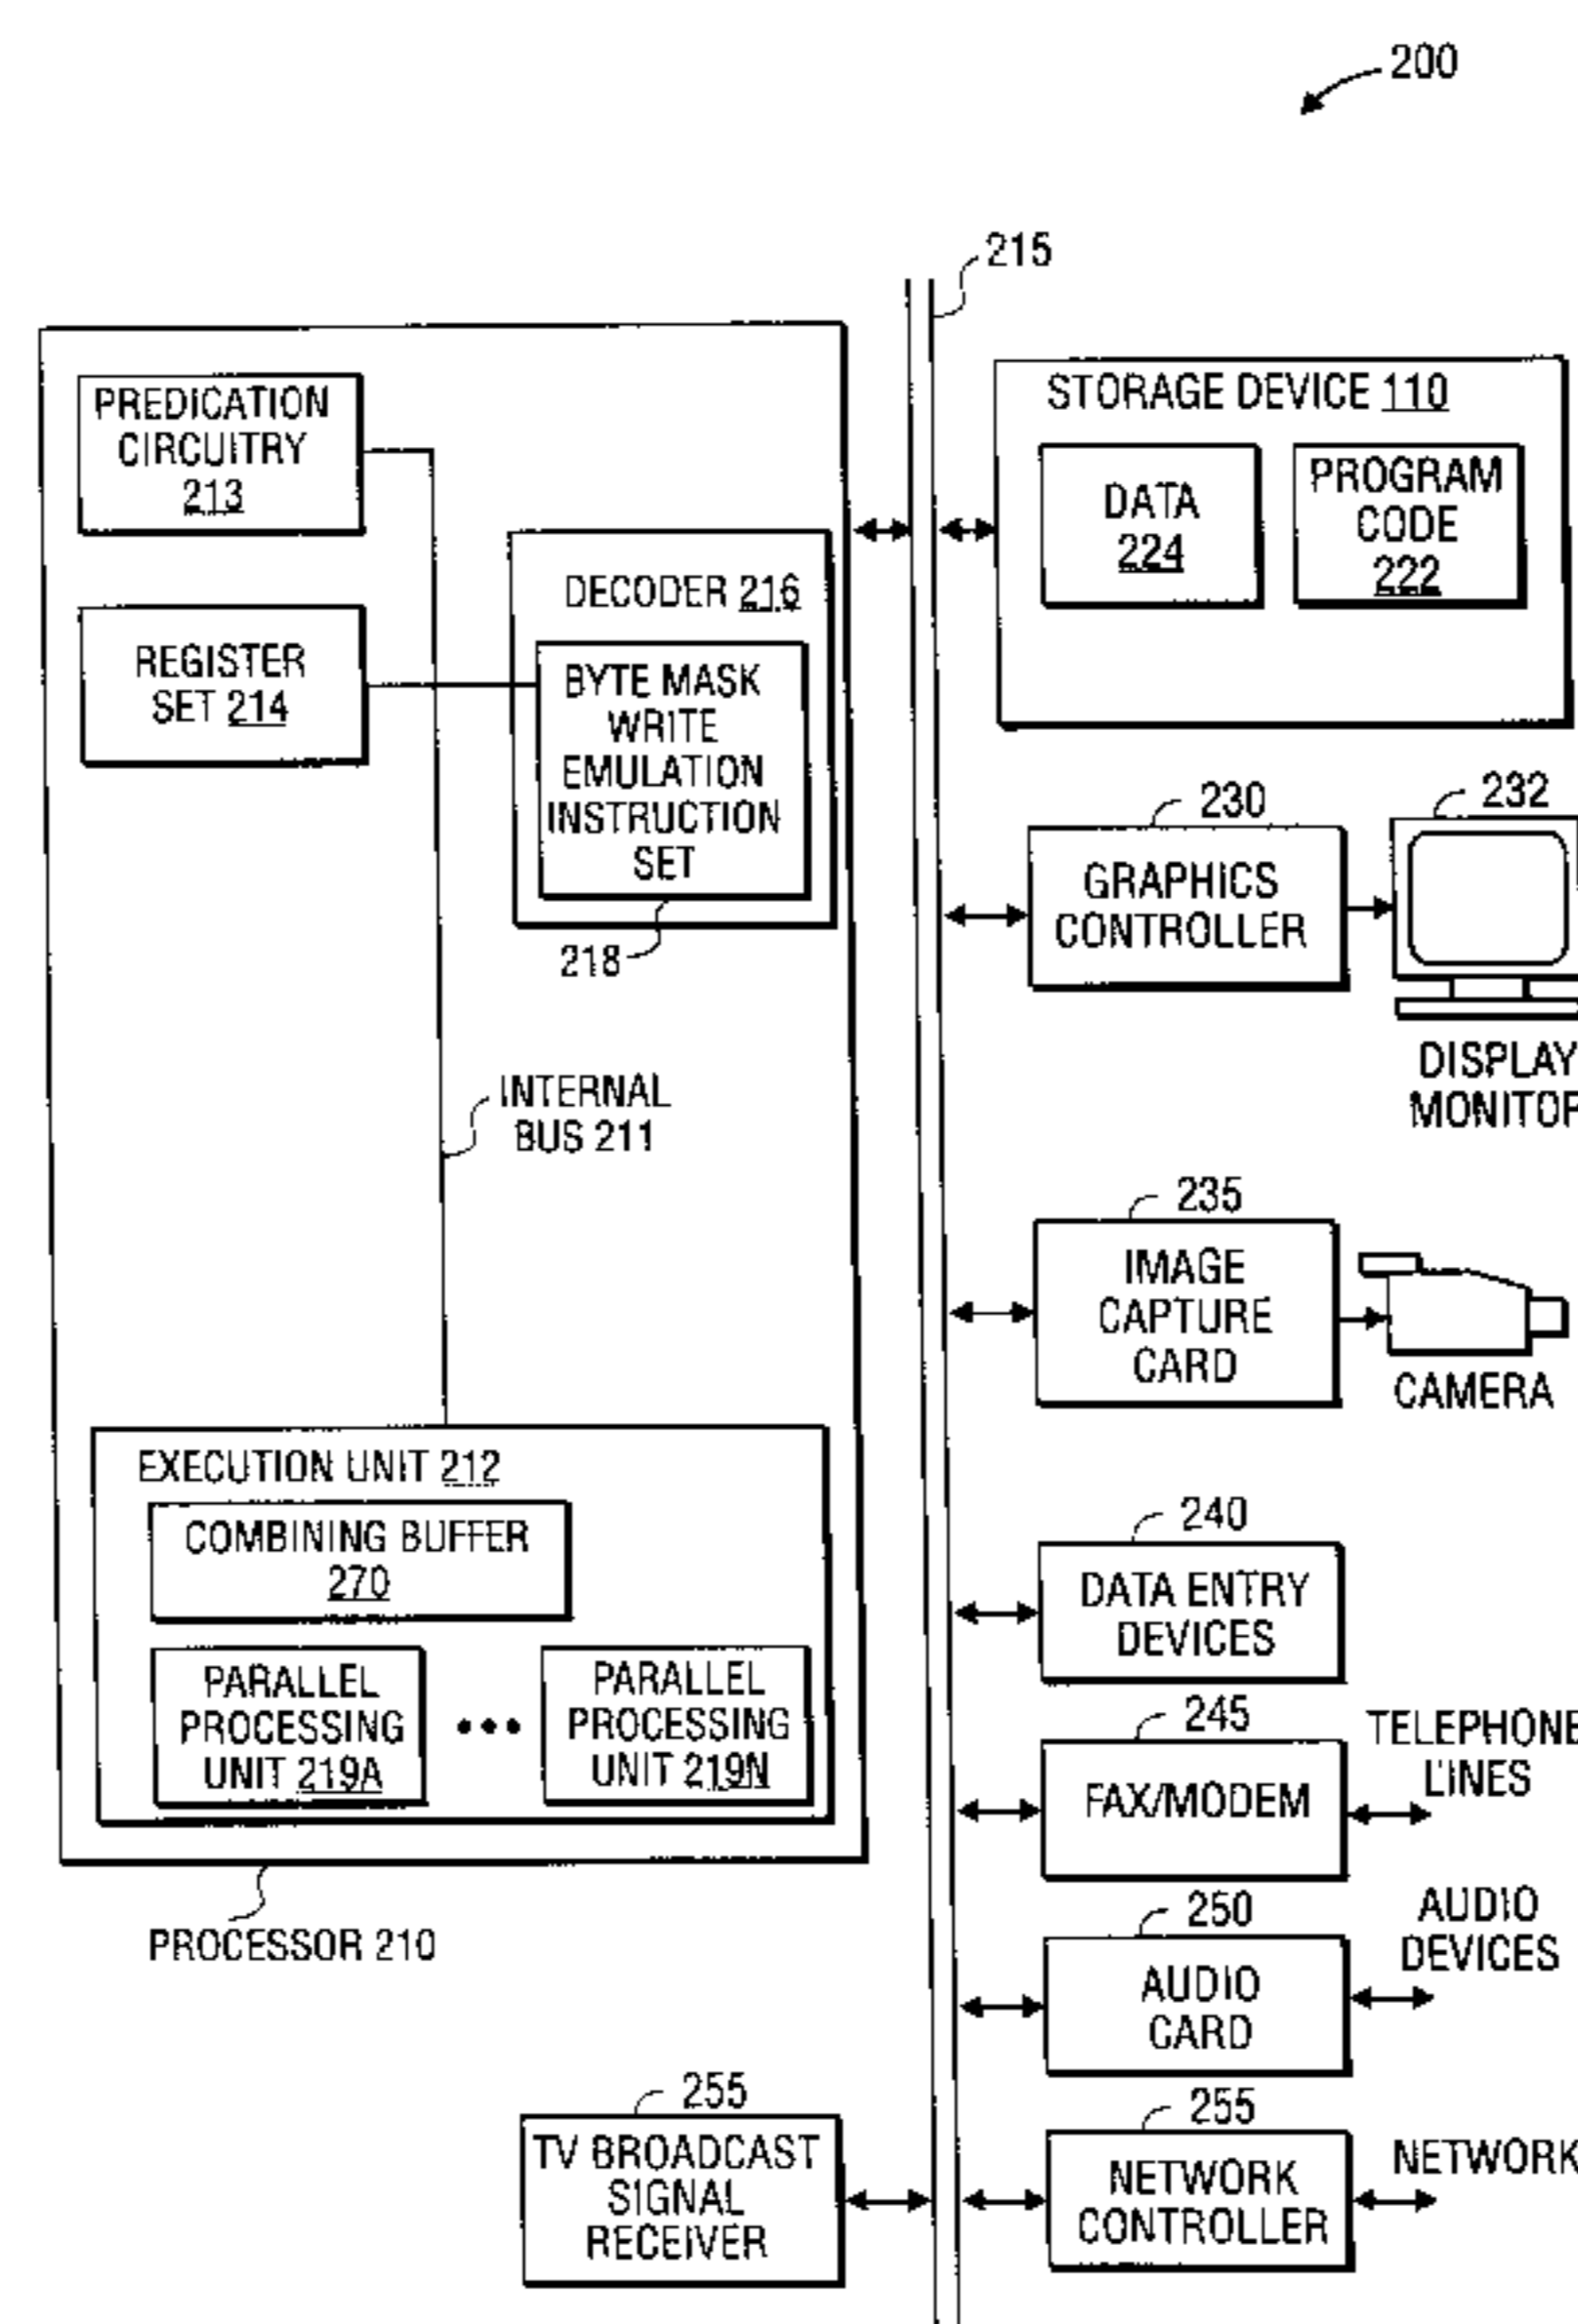 200
215
PREDICATION
CIRCUITRY
213
REGISTER
SET 214
DECODER 216
BYTE MASK
WRITE
EMULATION
INSTRUCTION
SET
218
INTERNAL
BUS 211
EXECUTION UNIT 212
COMBINING BUFFER
270
PARALLEL
PROCESSING
UNIT 219A
•••
PARALLEL
PROCESSING
UNIT 219N
PROCESSOR 210
STORAGE DEVICE 110
DATA
224
PROGRAM
CODE
222
230
GRAPHICS
CONTROLLER
232
DISPLAY
MONITOR
235
IMAGE
CAPTURE
CARD
CAMERA
240
DATA ENTRY
DEVICES
245
FAX/MODEM
TELEPHONE
LINES
250
AUDIO
CARD
AUDIO
DEVICES
255
TV BROADCAST
SIGNAL
RECEIVER
255
NETWORK
CONTROLLER
NETWORK